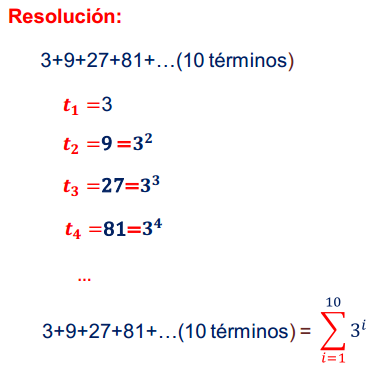 Resolución:
3+9+27+81+…(10 términos)
t₁ =3
t₂ =9 =3²
t₃ =27=3³
t₄ =81=3⁴
...
3+9+27+81+…(10 términos) = ∑_{i=1}^{10} 3ⁱ